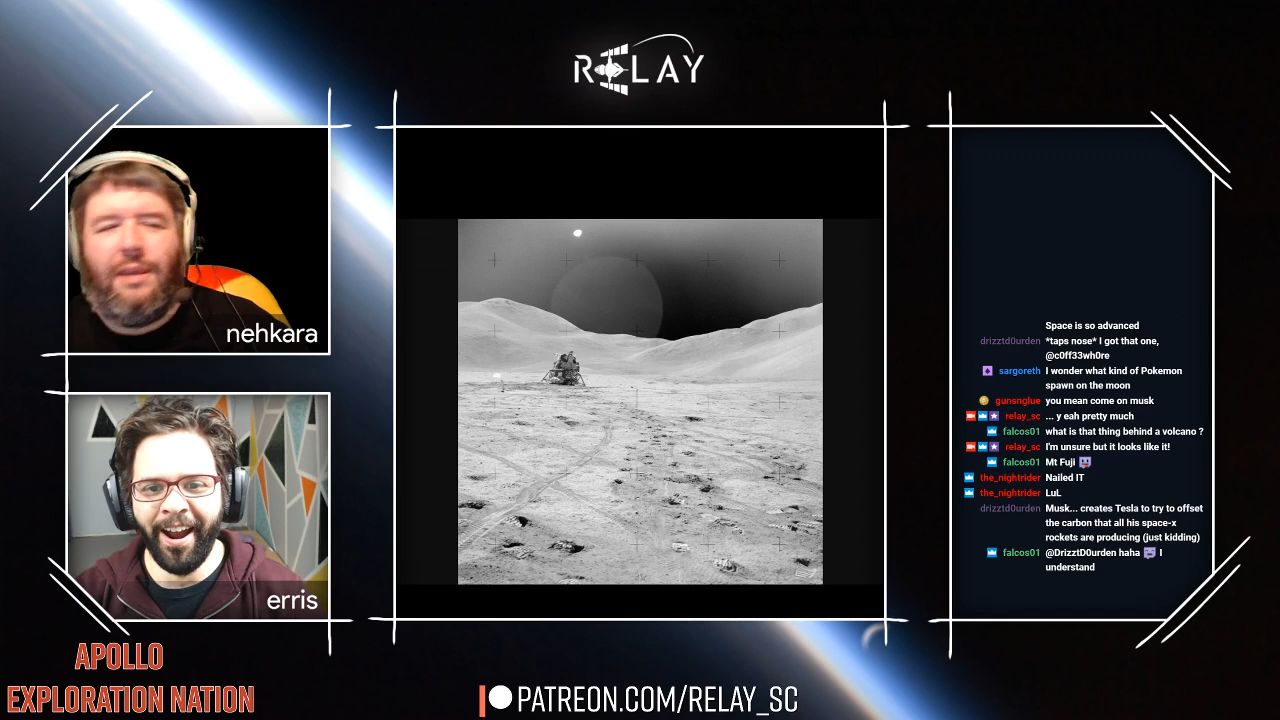 RELAY
nehkara
erris
Space is so advanced
drizztd0urden *taps nose* I got that one,
@c0ff33wh0re
sargoreth I wonder what kind of Pokemon
spawn on the moon
gunsnglue you mean come on musk
relay_sc ... y eah pretty much
falcos01 what is that thing behind a volcano ?
relay_sc I'm unsure but it looks like it!
falcos01 Mt Fuji
the_nightrider Nailed IT
the_nightrider LuL
drizztd0urden Musk... creates Tesla to try to offset
the carbon that all his space-x
rockets are producing (just kidding)
falcos01 @DrizztD0urden haha I
understand
APOLLO
EXPLORATION NATION
PATREON.COM/RELAY_SC